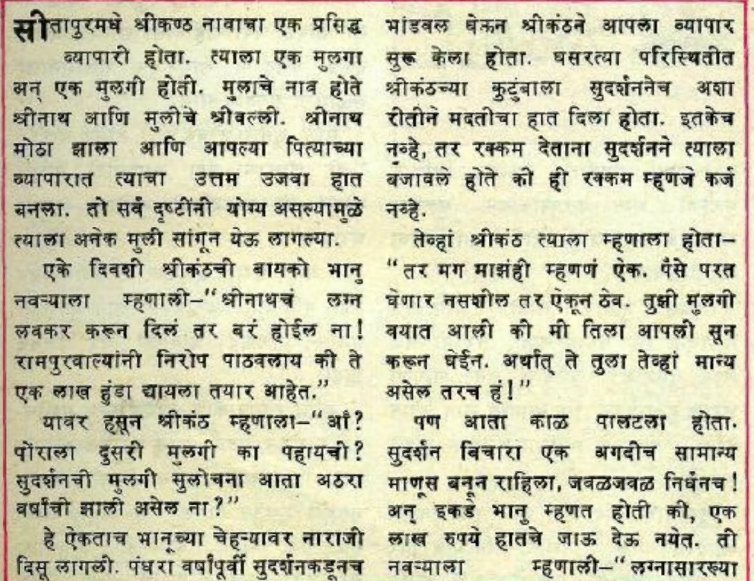 सीतापुरमधे श्रीकण्ठ नावाचा एक प्रसिद्ध
व्यापारी होता. त्याला एक मुलगा
अन् एक मुलगी होती. मुलाचे नाव होते
श्रीनाथ आणि मुलीचे श्रीवल्ली. श्रीनाथ
मोठा झाला आणि आपल्या पित्याच्या
व्यापारात त्याचा उत्तम उजवा हात
बनला. तो सर्व दृष्टींनी योग्य असल्यामुळे
त्याला अनेक मुली सांगून येऊ लागल्या.
एके दिवशी श्रीकंठची बायको भानु
नवऱ्याला म्हणाली–“श्रीनाथचं लग्न
लवकर करून दिलं तर बरं होईल ना!
रामपुरवाल्यांनी निरोप पाठवलाय की ते
एक लाख हुंडा द्यायला तयार आहेत.”
यावर हसून श्रीकंठ म्हणाला–“आँ?
पोराला दुसरी मुलगी का पहायची?
सुदर्शनची मुलगी सुलोचना आता अठरा
वर्षांची झाली असेल ना?”
हे ऐकताच भानूच्या चेहऱ्यावर नाराजी
दिसू लागली. पंधरा वर्षांपूर्वी सुदर्शनकडूनच
भांडवल घेऊन श्रीकंठने आपला व्यापार
सुरू केला होता. घसरत्या परिस्थितीत
श्रीकंठच्या कुटुंबाला सुदर्शननेच अशा
रीतीने मदतीचा हात दिला होता. इतकेच
नव्हे, तर रक्कम देताना सुदर्शनने त्याला
बजावले होते की ही रक्कम म्हणजे कर्ज
नव्हे.
तेव्हां श्रीकंठ त्याला म्हणाला होता–
“तर मग माझंही म्हणणं ऐक. पैसे परत
घेणार नसशील तर ऐकून ठेव. तुझी मुलगी
वयात आली की मी तिला आपली सून
करून घेईन. अर्थात् ते तुला तेव्हां मान्य
असेल तरच हं!”
पण आता काळ पालटला होता.
सुदर्शन बिचारा एक अगदीच सामान्य
माणूस बनून राहिला, जवळजवळ निर्धनच!
अन् इकडे भानु म्हणत होती की, एक
लाख रुपये हातचे जाऊ देऊ नयेत. ती
नवऱ्याला म्हणाली–“लग्नासारख्या